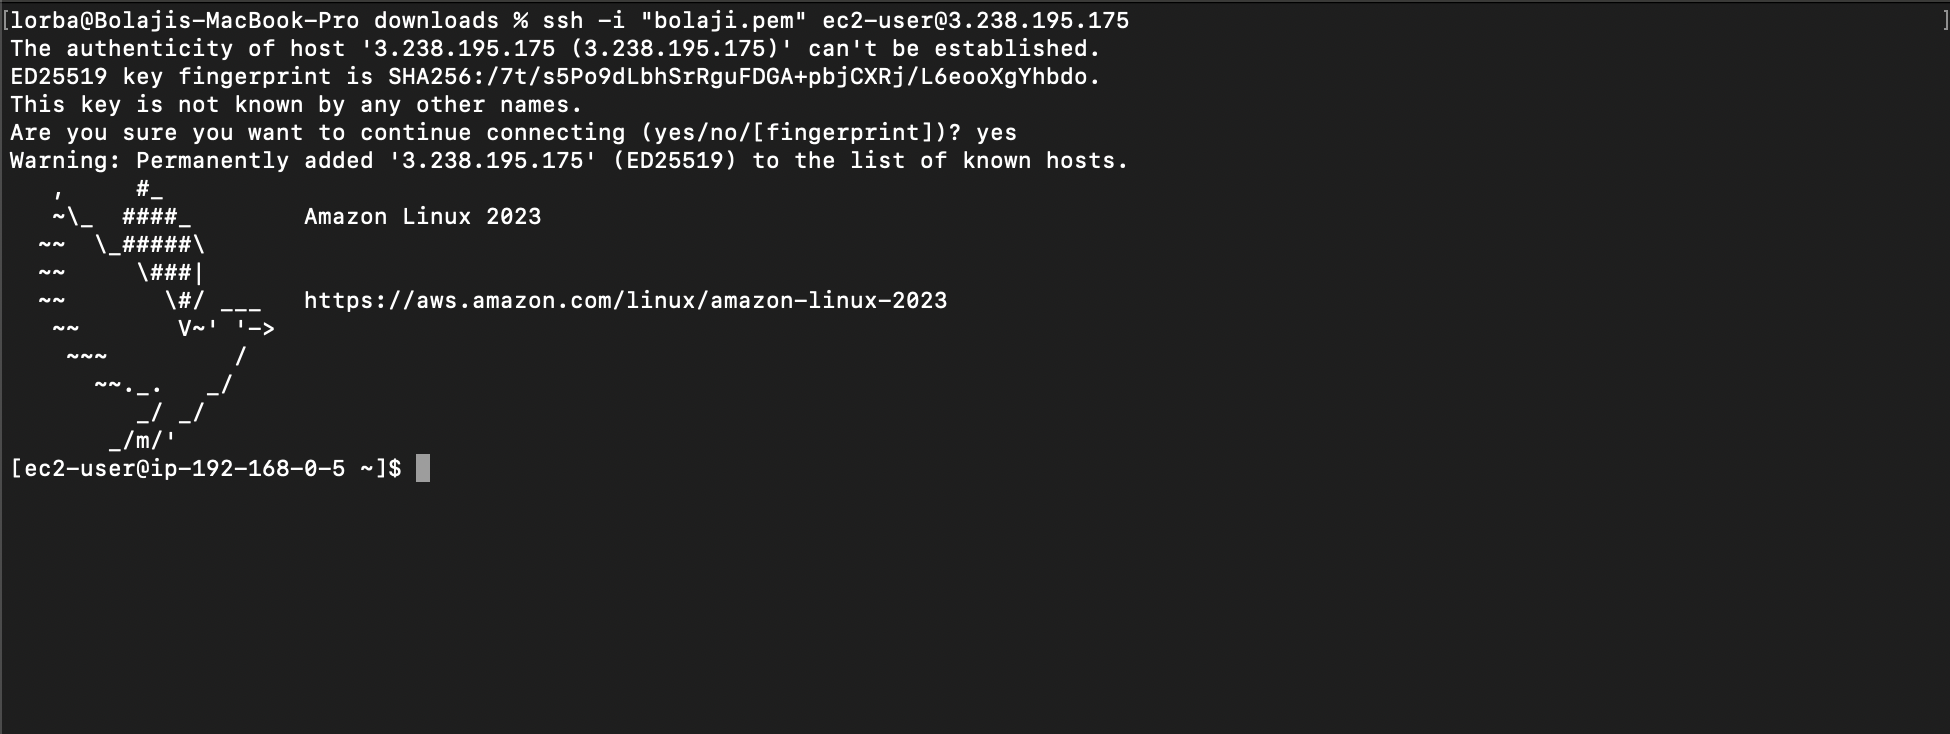 [lorba@Bolajis-MacBook-Pro downloads % ssh -i "bolaji.pem" ec2-user@3.238.195.175 ]
The authenticity of host '3.238.195.175 (3.238.195.175)' can't be established.
ED25519 key fingerprint is SHA256:/7t/s5Po9dLbhSrRguFDGA+pbjCXRj/L6eooXgYhbdo.
This key is not known by any other names.
Are you sure you want to continue connecting (yes/no/[fingerprint])? yes
Warning: Permanently added '3.238.195.175' (ED25519) to the list of known hosts.
   ,     #_
   ~\_  ####_        Amazon Linux 2023
  ~~  \_#####\
  ~~     \###|
  ~~       \#/ ___   https://aws.amazon.com/linux/amazon-linux-2023
   ~~       V~' '->
    ~~~         /
      ~~._.   _/
         _/ _/
       _/m/'
[ec2-user@ip-192-168-0-5 ~]$